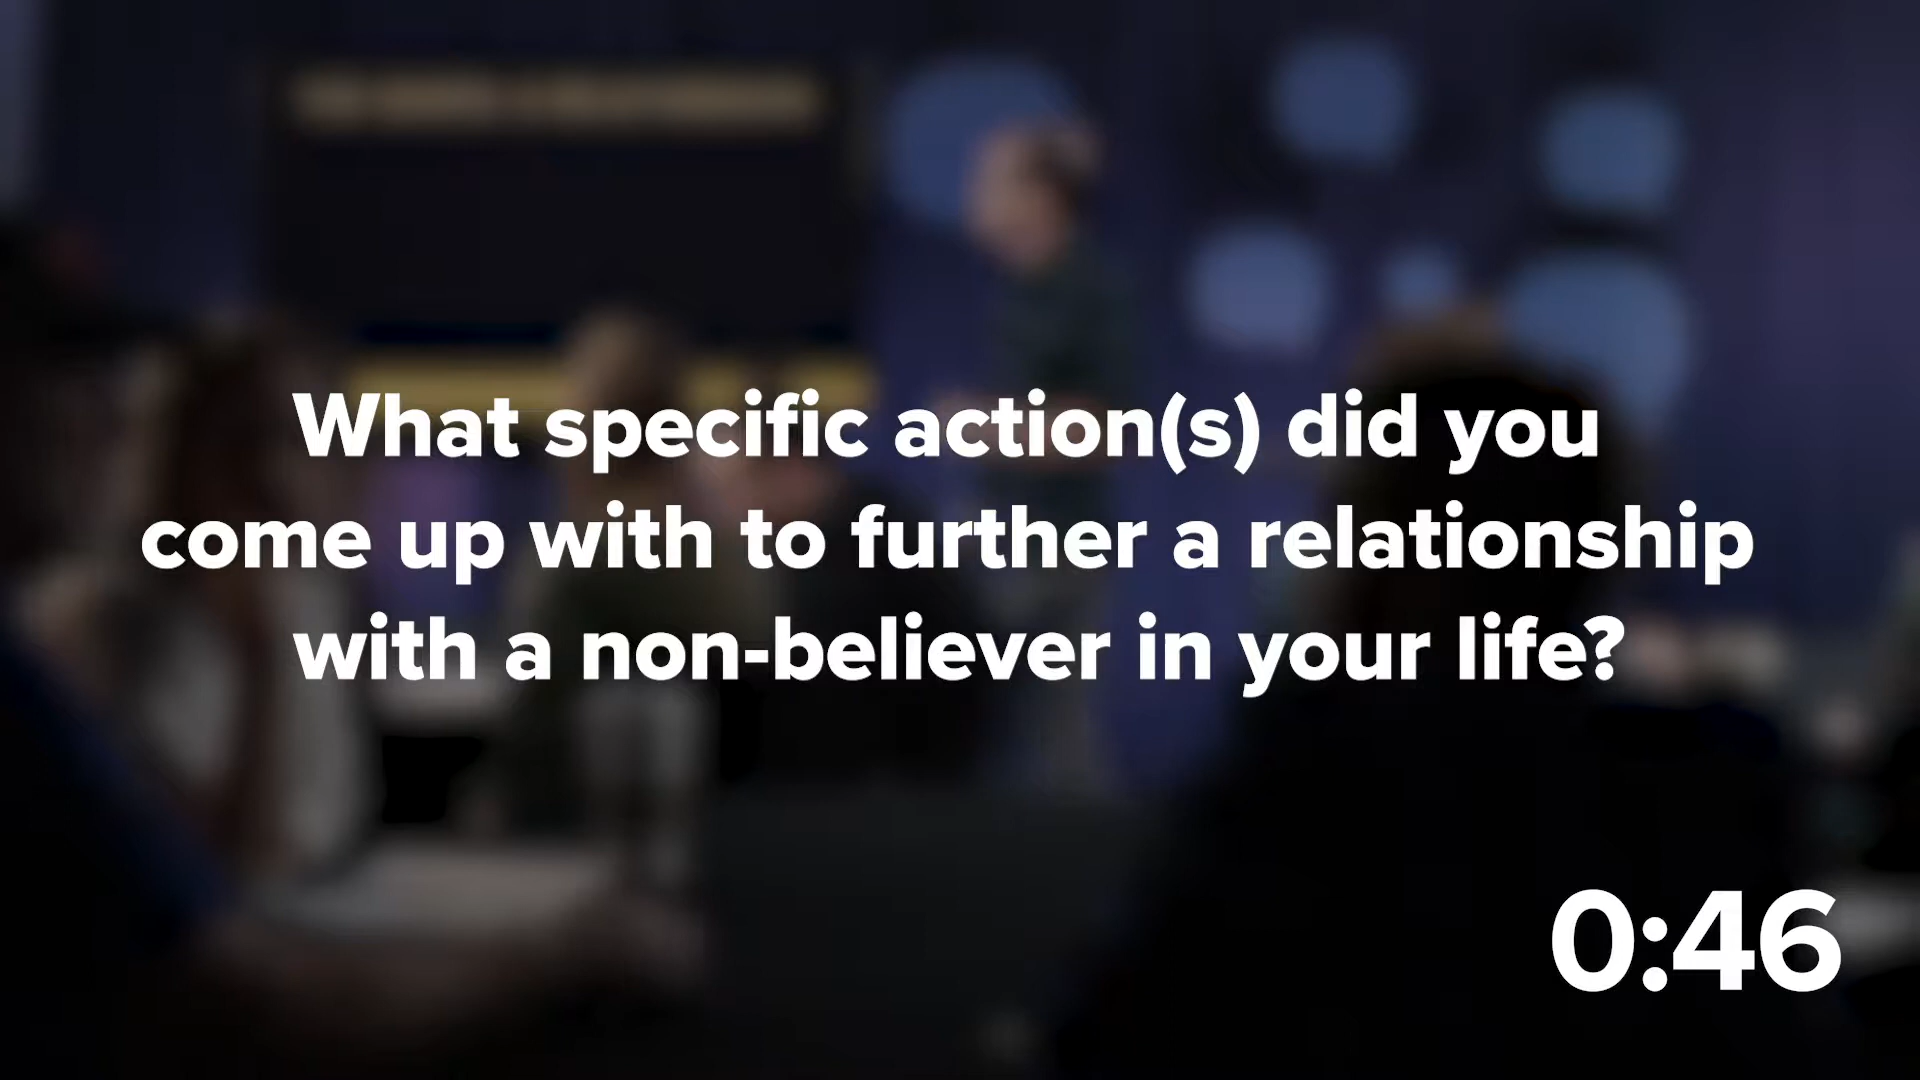 What specific action(s) did you
come up with to further a relationship
with a non-believer in your life?
0:46